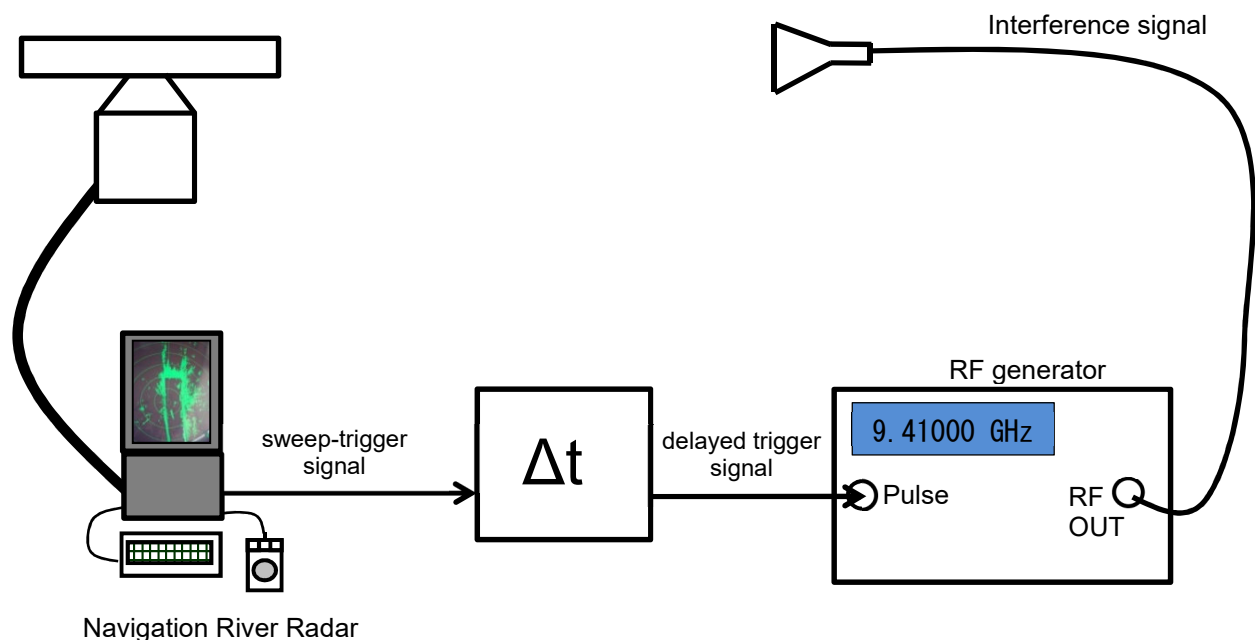 Interference signal
RF generator
9.41000 GHz
sweep-trigger
signal
Δt
delayed trigger
signal
Pulse
RF
OUT
Navigation River Radar